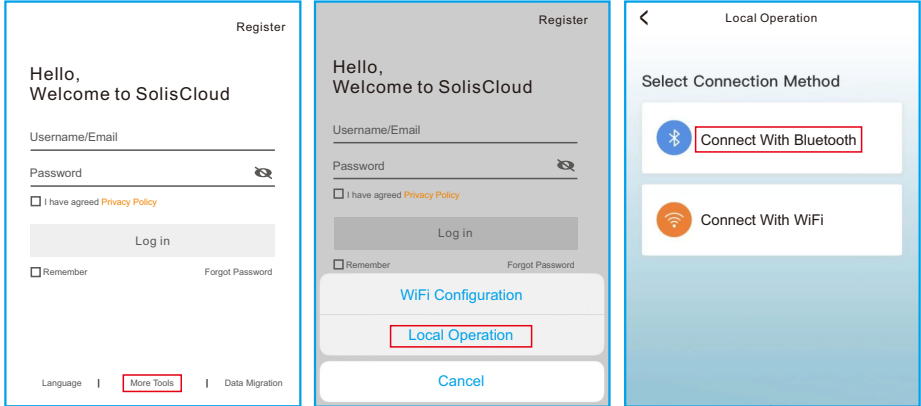 Register
Hello,
Welcome to SolisCloud
Username/Email
Password
I have agreed Privacy Policy
Log in
Remember Forgot Password
Language | More Tools | Data Migration
Register
Hello,
Welcome to SolisCloud
Username/Email
Password
I have agreed Privacy Policy
Log in
Remember Forgot Password
WiFi Configuration
Local Operation
Cancel
Local Operation
Select Connection Method
Connect With Bluetooth
Connect With WiFi